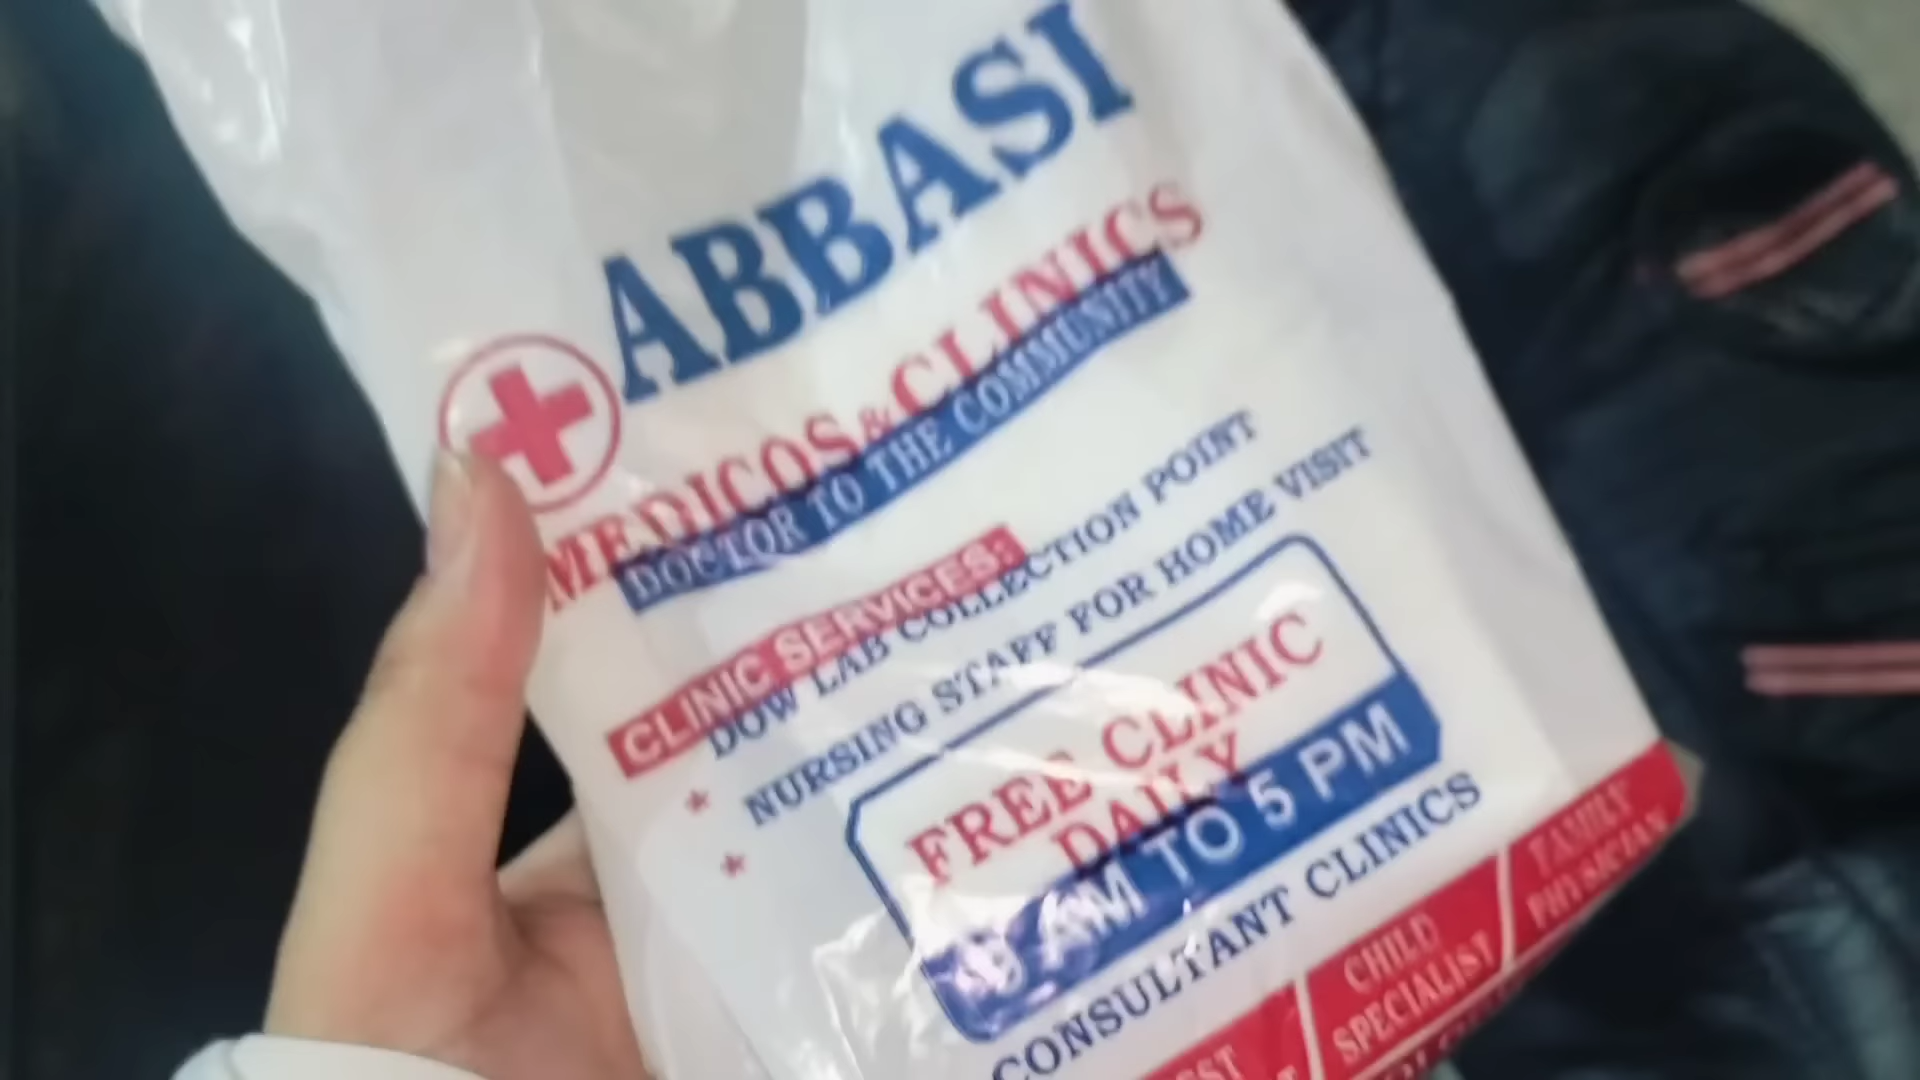 ABBASI
MEDICOS & CLINICS
DOCTOR TO THE COMMUNITY
CLINIC SERVICES:
DOW LAB COLLECTION POINT
* NURSING STAFF FOR HOME VISIT
*
FREE CLINIC
DAILY
AM TO 5 PM
CONSULTANT CLINICS
CHILD
SPECIALIST
FAMILY
PHYSICIAN